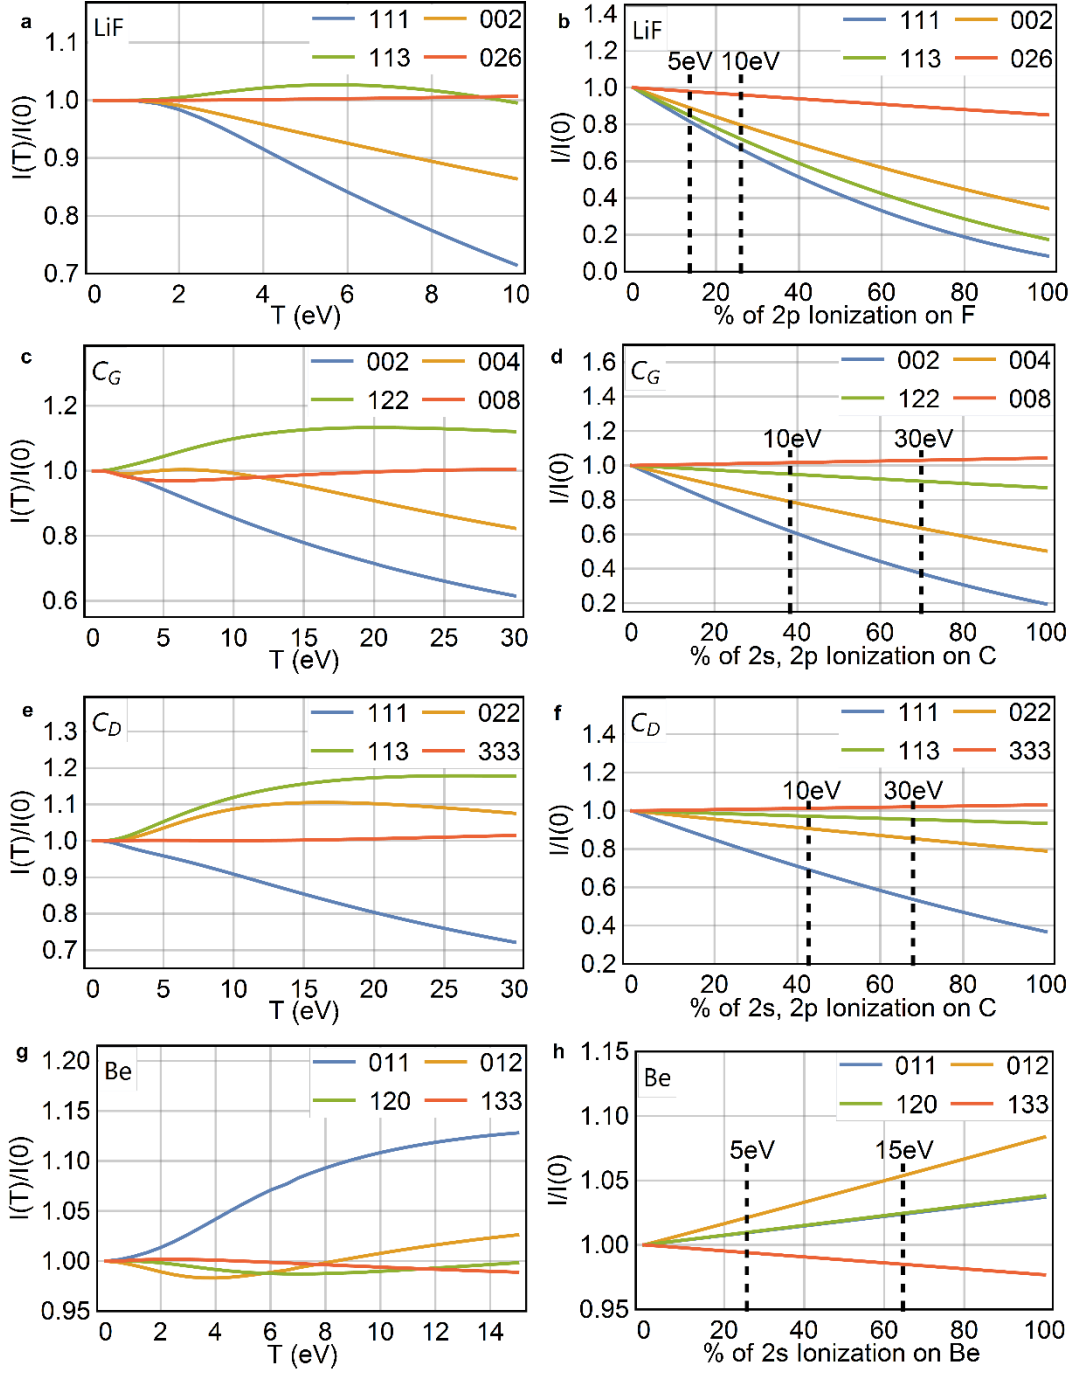 a
LiF
111 002
113 026
1.1
1.0
0.9
0.8
0.7
I(T)/I(0)
0 2 4 6 8 10
T (eV)
b
LiF
111 002
113 026
5eV 10eV
1.4
1.2
1.0
0.8
0.6
0.4
0.2
0.0
I/I(0)
0 20 40 60 80 100
% of 2p Ionization on F
c
C_G
002 004
122 008
1.2
1.0
0.8
0.6
I(T)/I(0)
0 5 10 15 20 25 30
T (eV)
d
C_G
002 004
122 008
10eV 30eV
1.6
1.4
1.2
1.0
0.8
0.6
0.4
0.2
I/I(0)
0 20 40 60 80 100
% of 2s, 2p Ionization on C
e
C_D
111 022
113 333
1.3
1.2
1.1
1.0
0.9
0.8
0.7
I(T)/I(0)
0 5 10 15 20 25 30
T (eV)
f
C_D
111 022
113 333
10eV 30eV
1.4
1.2
1.0
0.8
0.6
0.4
0.2
I/I(0)
0 20 40 60 80 100
% of 2s, 2p Ionization on C
g
Be
011 012
120 133
1.20
1.15
1.10
1.05
1.00
0.95
I(T)/I(0)
0 2 4 6 8 10 12 14
T (eV)
h
Be
011 012
120 133
5eV 15eV
1.15
1.10
1.05
1.00
0.95
I/I(0)
0 20 40 60 80 100
% of 2s Ionization on Be